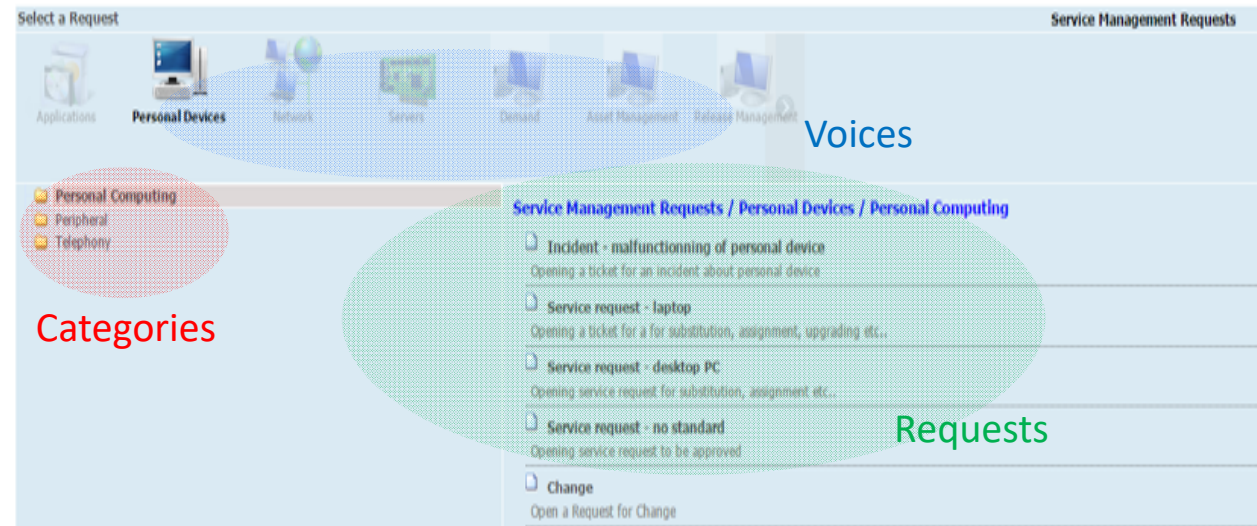 Select a Request
Service Management Requests
Applications
Personal Devices
Network
Servers
Demand
Asset Management
Release Management
Voices
Personal Computing
Peripheral
Telephony
Categories
Service Management Requests / Personal Devices / Personal Computing
Incident - malfunctionning of personal device
Opening a ticket for an incident about personal device
Service request - laptop
Opening a ticket for a for substitution, assignment, upgrading etc..
Service request - desktop PC
Opening service request for substitution, assignment etc..
Service request - no standard
Opening service request to be approved
Requests
Change
Open a Request for Change